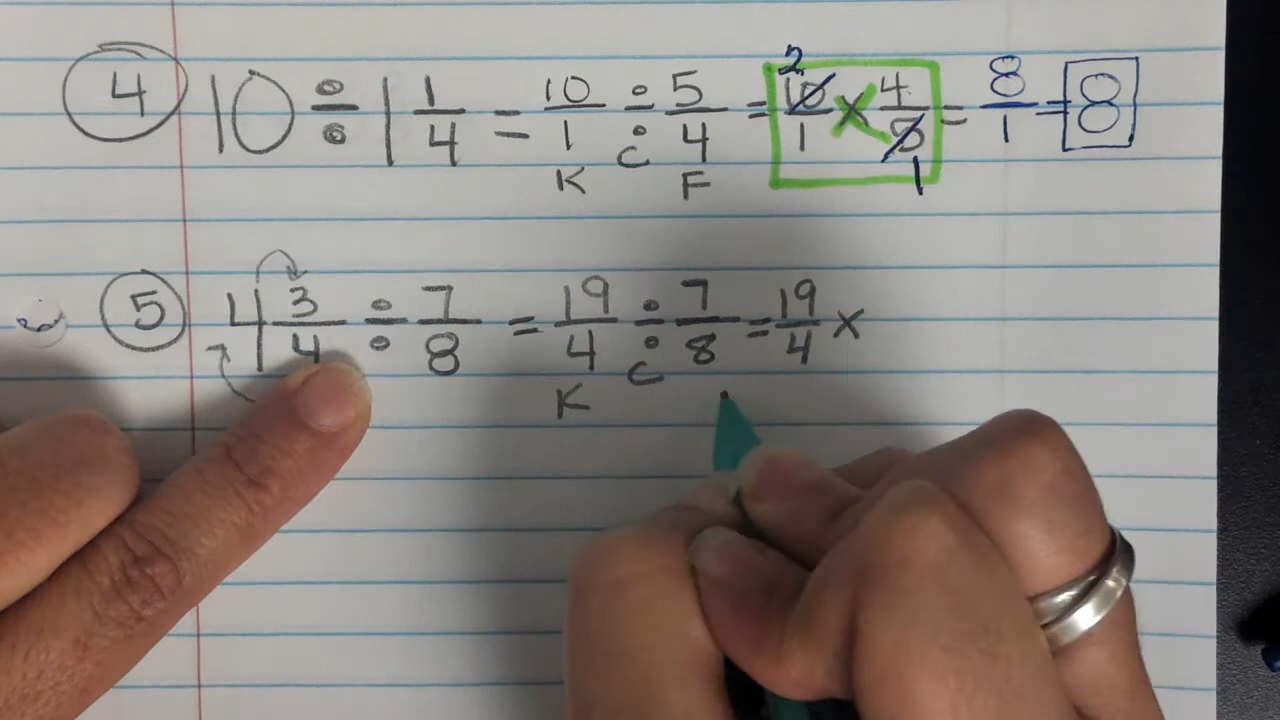 4 10 ÷ 1 1/4 = 10/1 ÷ 5/4 = 10/1 × 4/5 = 8/1 = 8
2
1
K C F
5 4 3/4 ÷ 7/8 = 19/4 ÷ 7/8 = 19/4 ×
K C